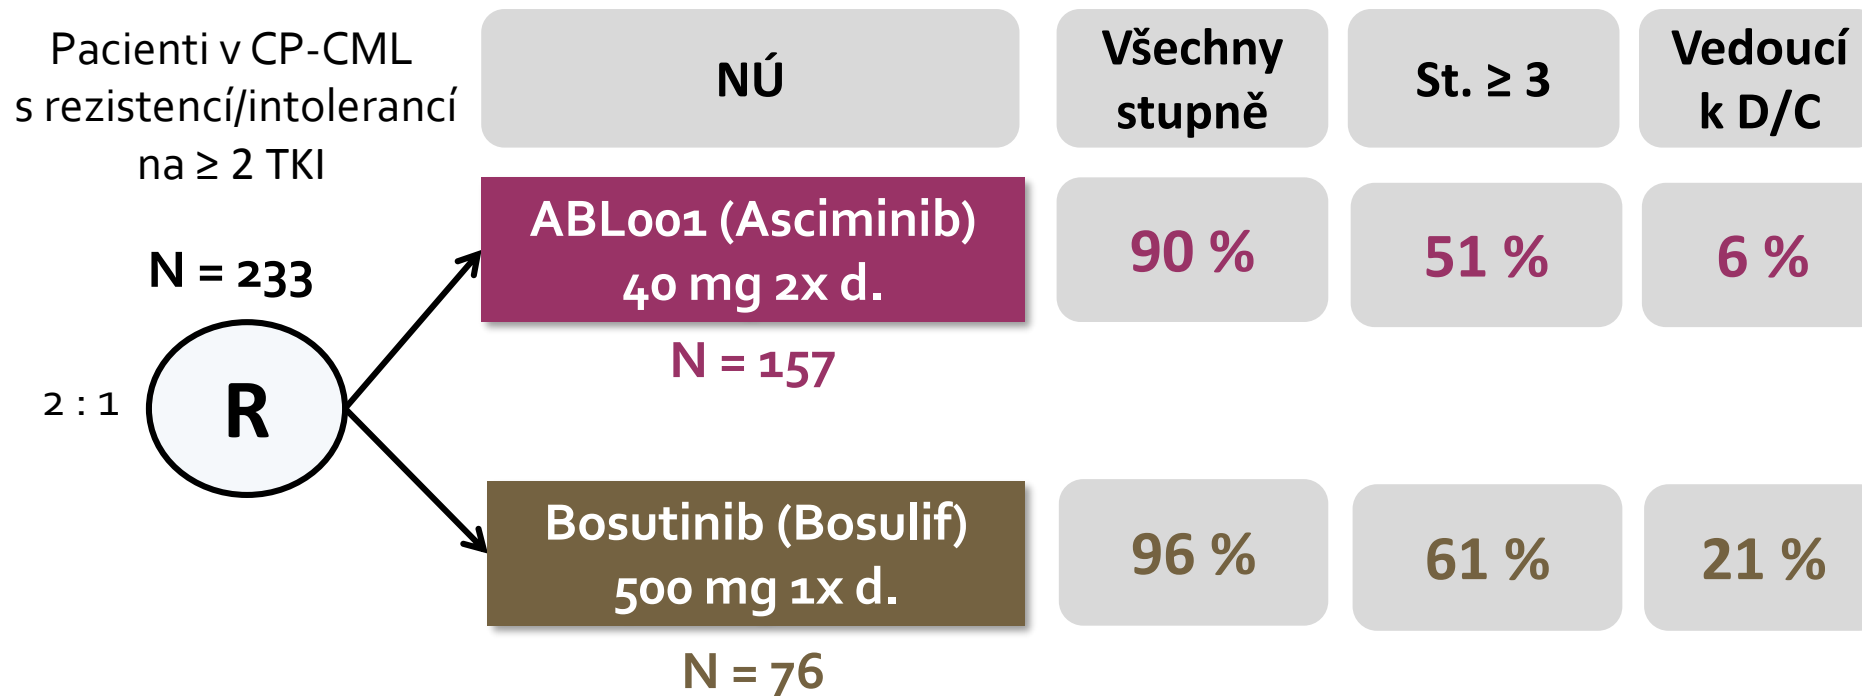 Pacienti v CP-CML
s rezistencí/intolerancí
na ≥ 2 TKI
N = 233
2 : 1
R
NÚ
Všechny
stupně
St. ≥ 3
Vedoucí
k D/C
ABL001 (Asciminib)
40 mg 2x d.
90 %
51 %
6 %
N = 157
Bosutinib (Bosulif)
500 mg 1x d.
96 %
61 %
21 %
N = 76